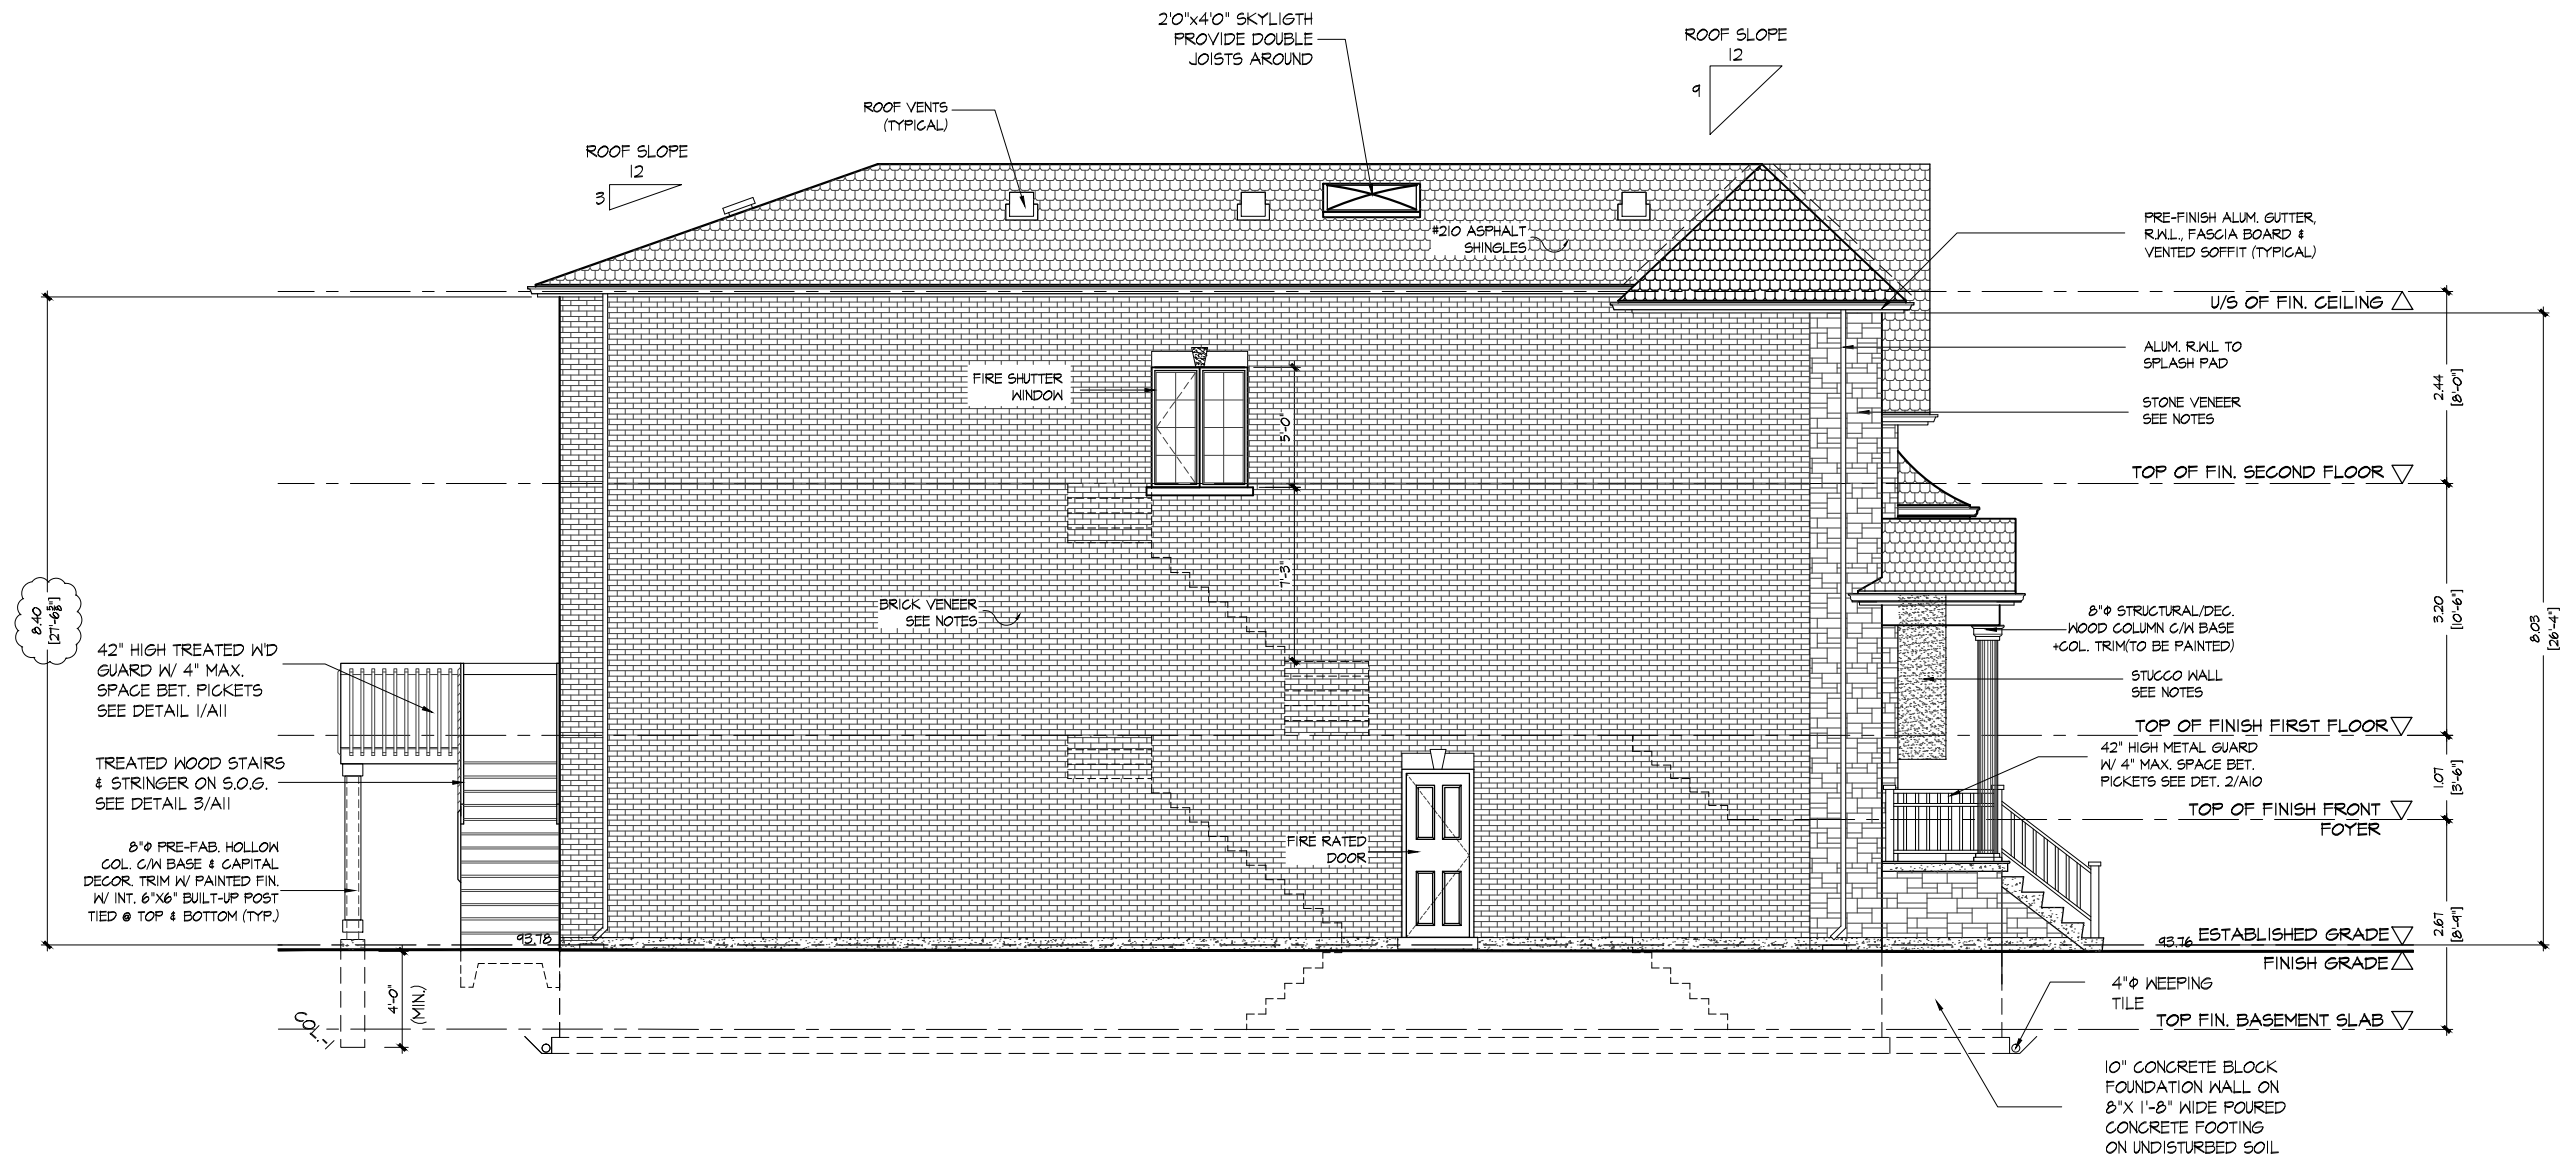 2'0"x4'0" SKYLIGTH
PROVIDE DOUBLE
JOISTS AROUND
ROOF SLOPE
12
9
ROOF VENTS
(TYPICAL)
ROOF SLOPE
12
3
#210 ASPHALT
SHINGLES
PRE-FINISH ALUM. GUTTER,
R.W.L., FASCIA BOARD &
VENTED SOFFIT (TYPICAL)
U/S OF FIN. CEILING
ALUM. R.W.L TO
SPLASH PAD
2.44
[8'-0"]
FIRE SHUTTER
WINDOW
STONE VENEER
SEE NOTES
5'-0"
TOP OF FIN. SECOND FLOOR
7'-3"
8.40
[27'-6⅝"]
BRICK VENEER
SEE NOTES
8"Φ STRUCTURAL/DEC.
WOOD COLUMN C/W BASE
+COL. TRIM(TO BE PAINTED)
3.20
[10'-6"]
8.03
[26'-4"]
42" HIGH TREATED W'D
GUARD W/ 4" MAX.
SPACE BET. PICKETS
SEE DETAIL 1/A11
STUCCO WALL
SEE NOTES
TOP OF FINISH FIRST FLOOR
42" HIGH METAL GUARD
W/ 4" MAX. SPACE BET.
PICKETS SEE DET. 2/A10
1.07
[3'-6"]
TREATED WOOD STAIRS
& STRINGER ON S.O.G.
SEE DETAIL 3/A11
TOP OF FINISH FRONT
FOYER
8"Φ PRE-FAB. HOLLOW
COL. C/W BASE & CAPITAL
DECOR. TRIM W/ PAINTED FIN.
W/ INT. 6"X6" BUILT-UP POST
TIED @ TOP & BOTTOM (TYP.)
FIRE RATED
DOOR
2.67
[8'-9"]
93.78
93.76
ESTABLISHED GRADE
FINISH GRADE
4'-0"
(MIN.)
4"Φ WEEPING
TILE
COL.1
TOP FIN. BASEMENT SLAB
10" CONCRETE BLOCK
FOUNDATION WALL ON
8"X 1'-8" WIDE POURED
CONCRETE FOOTING
ON UNDISTURBED SOIL